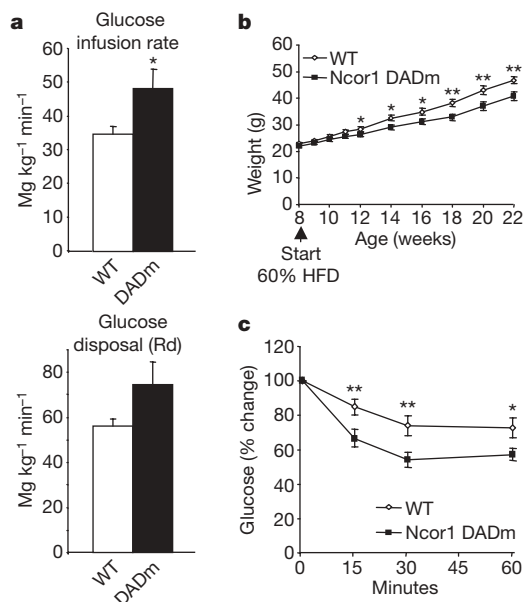 a
Glucose
infusion rate
Mg kg⁻¹ min⁻¹
60
50
40
30
20
10
0
*
WT
DADm
Glucose
disposal (Rd)
Mg kg⁻¹ min⁻¹
80
60
40
20
0
WT
DADm
b
WT
Ncor1 DADm
Weight (g)
60
50
40
30
20
10
0
* * * ** ** **
8 10 12 14 16 18 20 22
Age (weeks)
Start
60% HFD
c
Glucose (% change)
120
100
80
60
40
20
0
** ** *
WT
Ncor1 DADm
0 15 30 45 60
Minutes